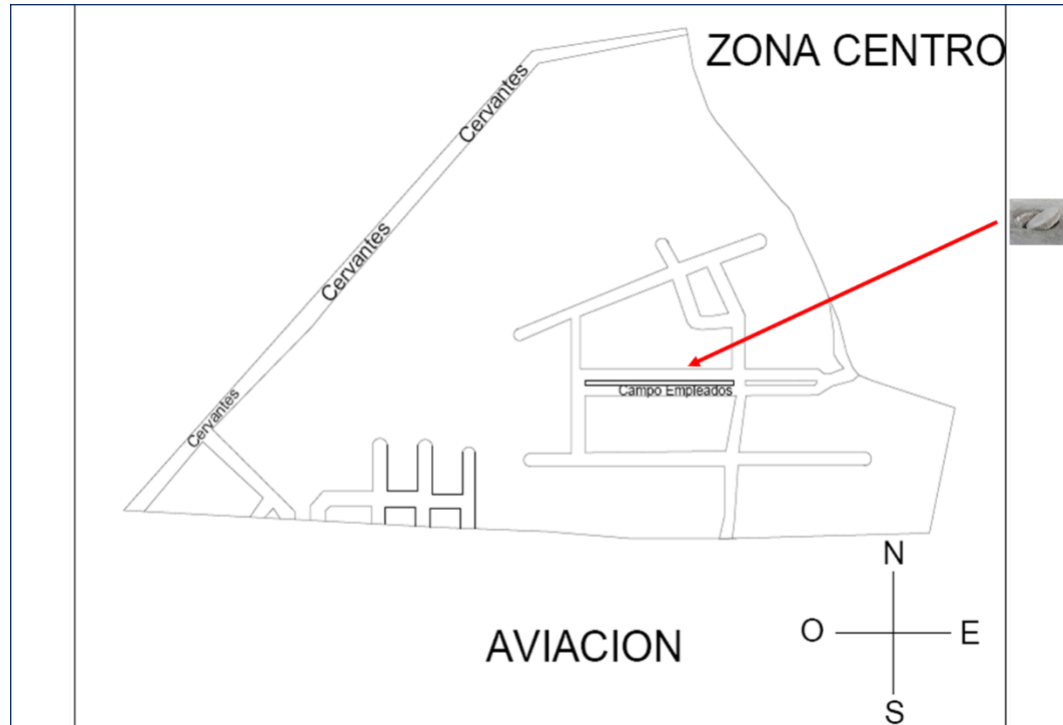 ZONA CENTRO
Cervantes
Cervantes
Cervantes
Campo Empleados
AVIACION
N
O
E
S